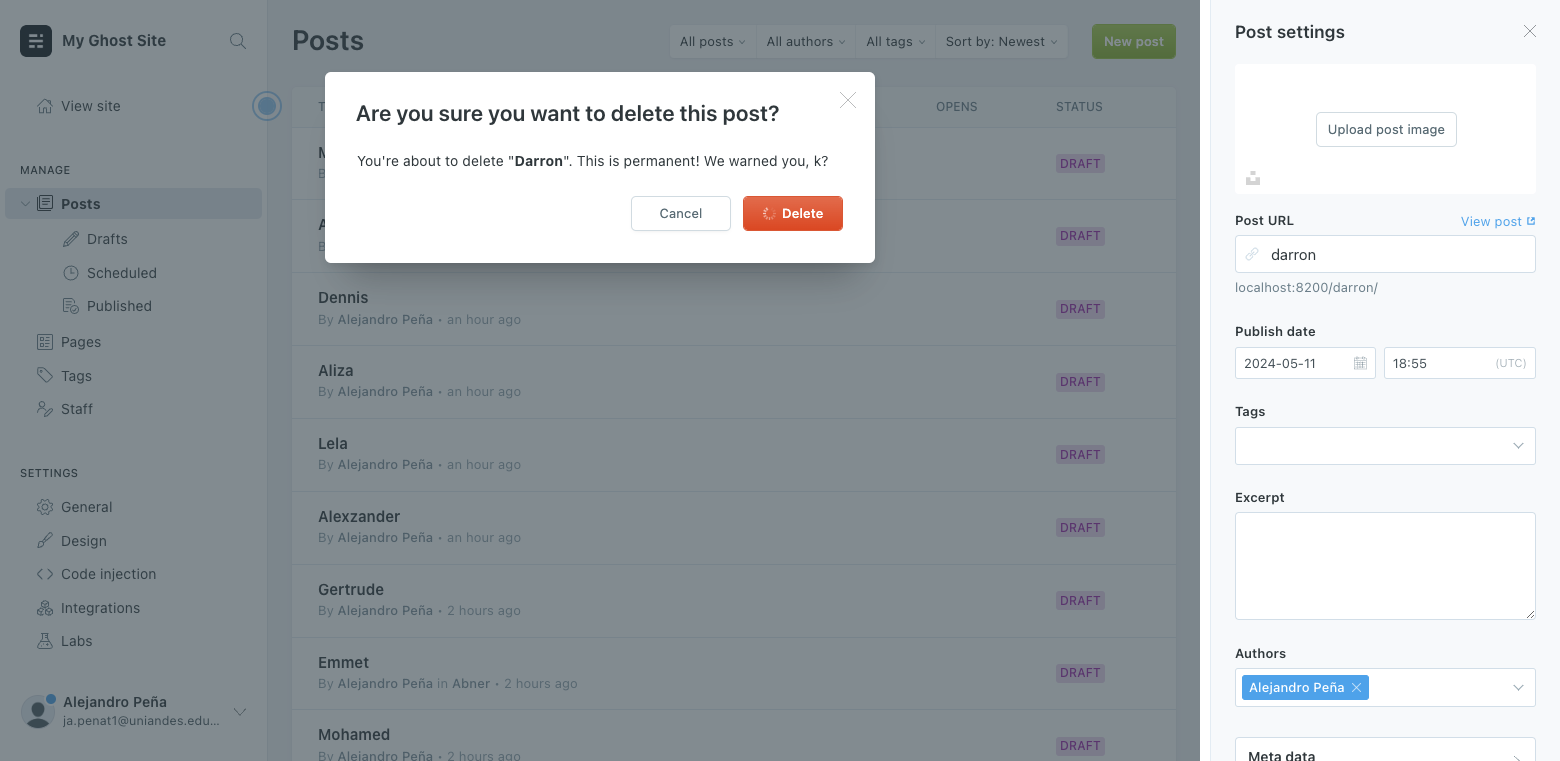 My Ghost Site
View site
MANAGE
Posts
Drafts
Scheduled
Published
Pages
Tags
Staff
SETTINGS
General
Design
Code injection
Integrations
Labs
Alejandro Peña
ja.penat1@uniandes.edu...
Posts
All posts All authors All tags Sort by: Newest New post
OPENS STATUS
DRAFT
DRAFT
Dennis
By Alejandro Peña • an hour ago
DRAFT
Aliza
By Alejandro Peña • an hour ago
DRAFT
Lela
By Alejandro Peña • an hour ago
DRAFT
Alexzander
By Alejandro Peña • an hour ago
DRAFT
Gertrude
By Alejandro Peña • 2 hours ago
DRAFT
Emmet
By Alejandro Peña in Abner • 2 hours ago
DRAFT
Mohamed
By Alejandro Peña • 2 hours ago
DRAFT
Are you sure you want to delete this post?
You're about to delete "Darron". This is permanent! We warned you, k?
Cancel Delete
Post settings
Upload post image
Post URL View post
darron
localhost:8200/darron/
Publish date
2024-05-11 18:55 (UTC)
Tags
Excerpt
Authors
Alejandro Peña
Meta data